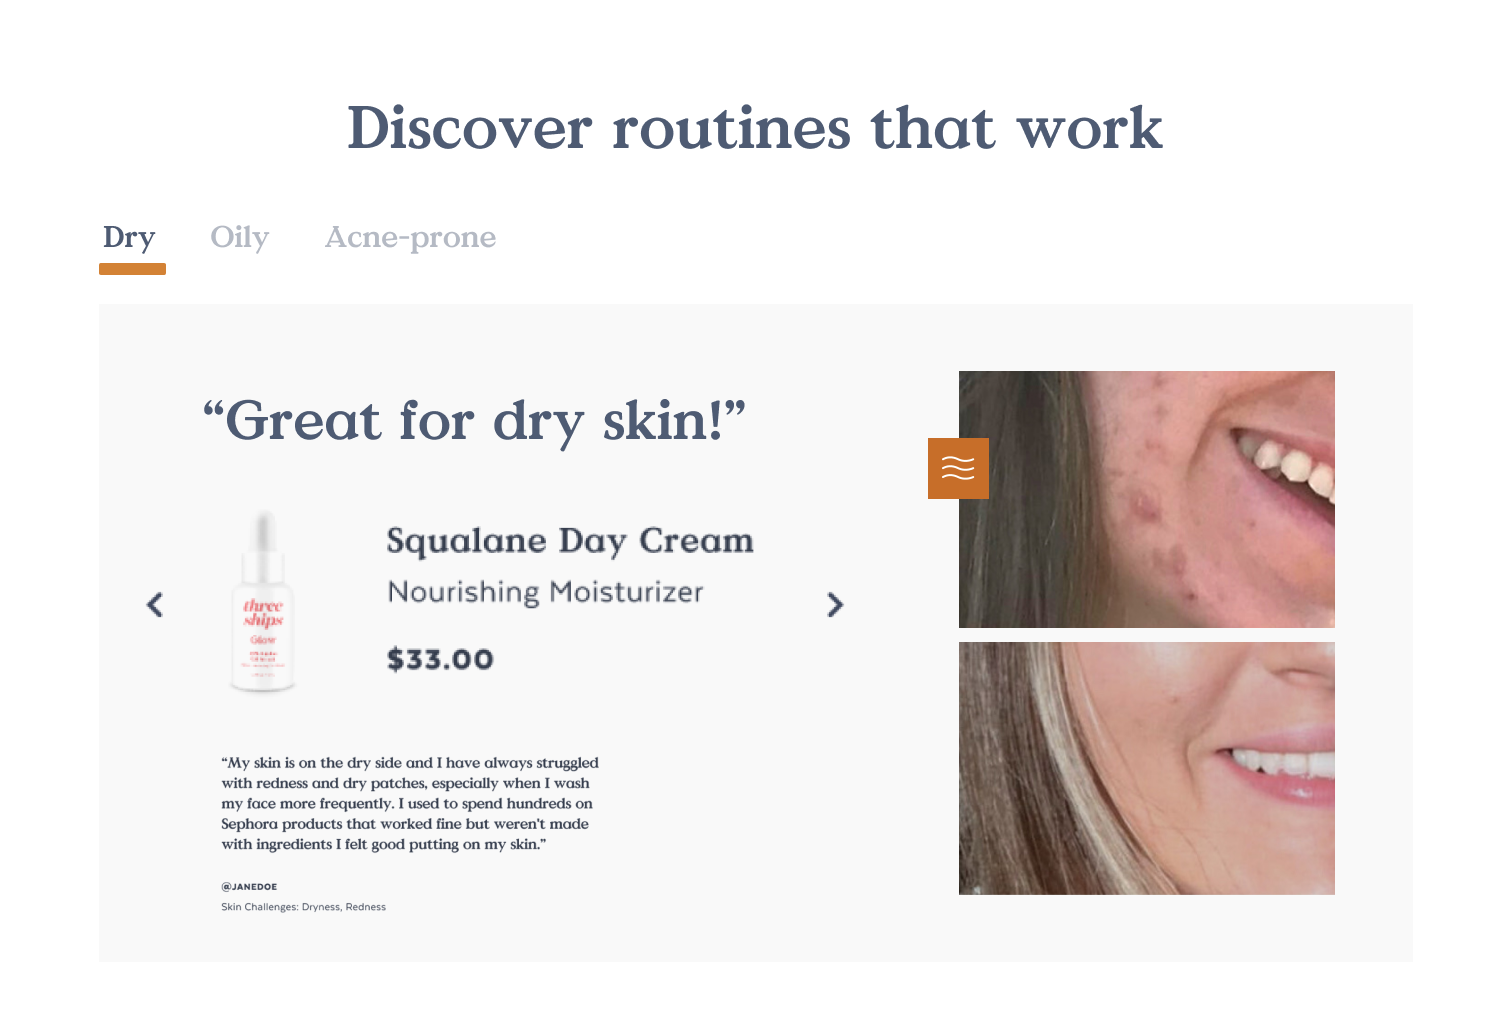 Discover routines that work
Dry
Oily
Acne-prone
“Great for dry skin!”
three
ships
Glow
Squalane Day Cream
Nourishing Moisturizer
$33.00
“My skin is on the dry side and I have always struggled
with redness and dry patches, especially when I wash
my face more frequently. I used to spend hundreds on
Sephora products that worked fine but weren't made
with ingredients I felt good putting on my skin.”
@JANEDOE
Skin Challenges: Dryness, Redness